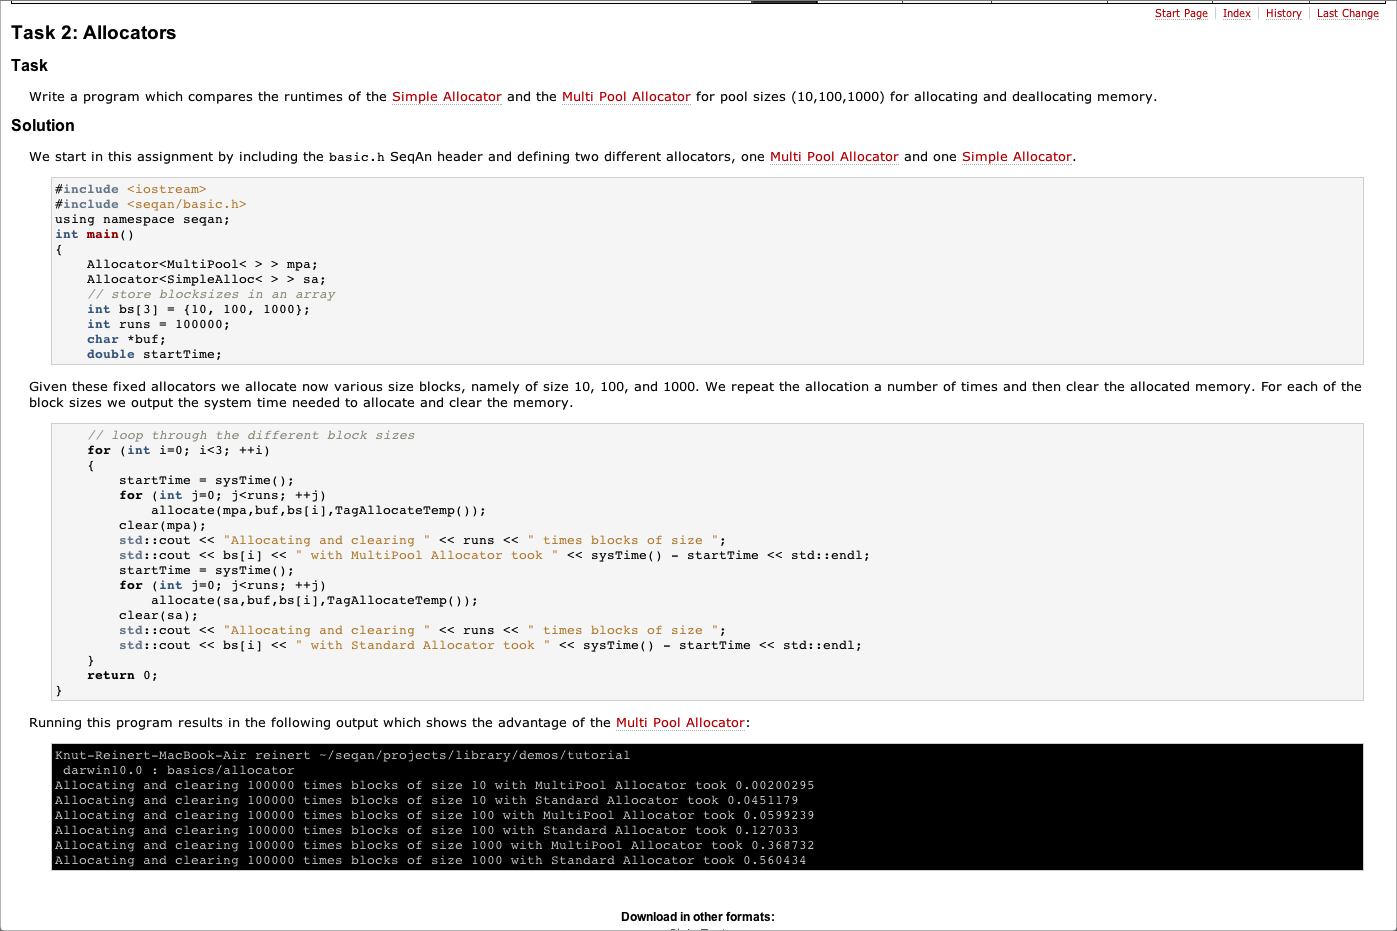 Start Page | Index | History | Last Change
Task 2: Allocators
Task
Write a program which compares the runtimes of the Simple Allocator and the Multi Pool Allocator for pool sizes (10,100,1000) for allocating and deallocating memory.
Solution
We start in this assignment by including the basic.h SeqAn header and defining two different allocators, one Multi Pool Allocator and one Simple Allocator.
#include <iostream>
#include <seqan/basic.h>
using namespace seqan;
int main()
{
    Allocator<MultiPool< > > mpa;
    Allocator<SimpleAlloc< > > sa;
    // store blocksizes in an array
    int bs[3] = {10, 100, 1000};
    int runs = 100000;
    char *buf;
    double startTime;
Given these fixed allocators we allocate now various size blocks, namely of size 10, 100, and 1000. We repeat the allocation a number of times and then clear the allocated memory. For each of the
block sizes we output the system time needed to allocate and clear the memory.
    // loop through the different block sizes
    for (int i=0; i<3; ++i)
    {
        startTime = sysTime();
        for (int j=0; j<runs; ++j)
            allocate(mpa,buf,bs[i],TagAllocateTemp());
        clear(mpa);
        std::cout << "Allocating and clearing " << runs << " times blocks of size ";
        std::cout << bs[i] << " with MultiPool Allocator took " << sysTime() - startTime << std::endl;
        startTime = sysTime();
        for (int j=0; j<runs; ++j)
            allocate(sa,buf,bs[i],TagAllocateTemp());
        clear(sa);
        std::cout << "Allocating and clearing " << runs << " times blocks of size ";
        std::cout << bs[i] << " with Standard Allocator took " << sysTime() - startTime << std::endl;
    }
    return 0;
}
Running this program results in the following output which shows the advantage of the Multi Pool Allocator:
Knut-Reinert-MacBook-Air reinert ~/seqan/projects/library/demos/tutorial
 darwin10.0 : basics/allocator
Allocating and clearing 100000 times blocks of size 10 with MultiPool Allocator took 0.00200295
Allocating and clearing 100000 times blocks of size 10 with Standard Allocator took 0.0451179
Allocating and clearing 100000 times blocks of size 100 with MultiPool Allocator took 0.0599239
Allocating and clearing 100000 times blocks of size 100 with Standard Allocator took 0.127033
Allocating and clearing 100000 times blocks of size 1000 with MultiPool Allocator took 0.368732
Allocating and clearing 100000 times blocks of size 1000 with Standard Allocator took 0.560434
Download in other formats: